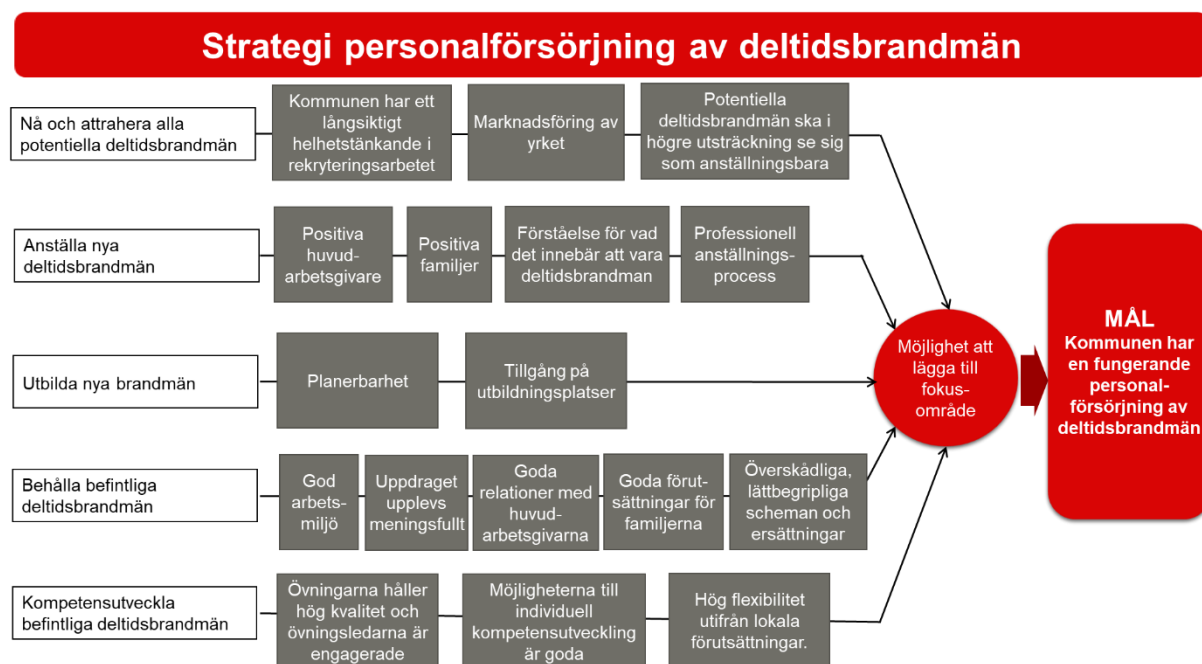 Strategi personalförsörjning av deltidsbrandmän
Nå och attrahera alla
potentiella deltidsbrandmän
Kommunen har ett
långsiktigt
helhetstänkande i
rekryteringsarbetet
Marknadsföring av
yrket
Potentiella
deltidsbrandmän ska i
högre utsträckning se sig
som anställningsbara
Anställa nya
deltidsbrandmän
Positiva
huvud-
arbetsgivare
Positiva
familjer
Förståelse för vad
det innebär att vara
deltidsbrandman
Professionell
anställnings-
process
Utbilda nya brandmän
Planerbarhet
Tillgång på
utbildningsplatser
Behålla befintliga
deltidsbrandmän
God
arbets-
miljö
Uppdraget
upplevs
meningsfullt
Goda
relationer med
huvud-
arbetsgivarna
Goda förut-
sättningar för
familjerna
Överskådliga,
lättbegripliga
scheman och
ersättningar
Kompetensutveckla
befintliga deltidsbrandmän
Övningarna håller
hög kvalitet och
övningsledarna är
engagerade
Möjligheterna till
individuell
kompetensutveckling
är goda
Hög flexibilitet
utifrån lokala
förutsättningar.
Möjlighet att
lägga till
fokus-
område
MÅL
Kommunen har
en fungerande
personal-
försörjning av
deltidsbrandmän